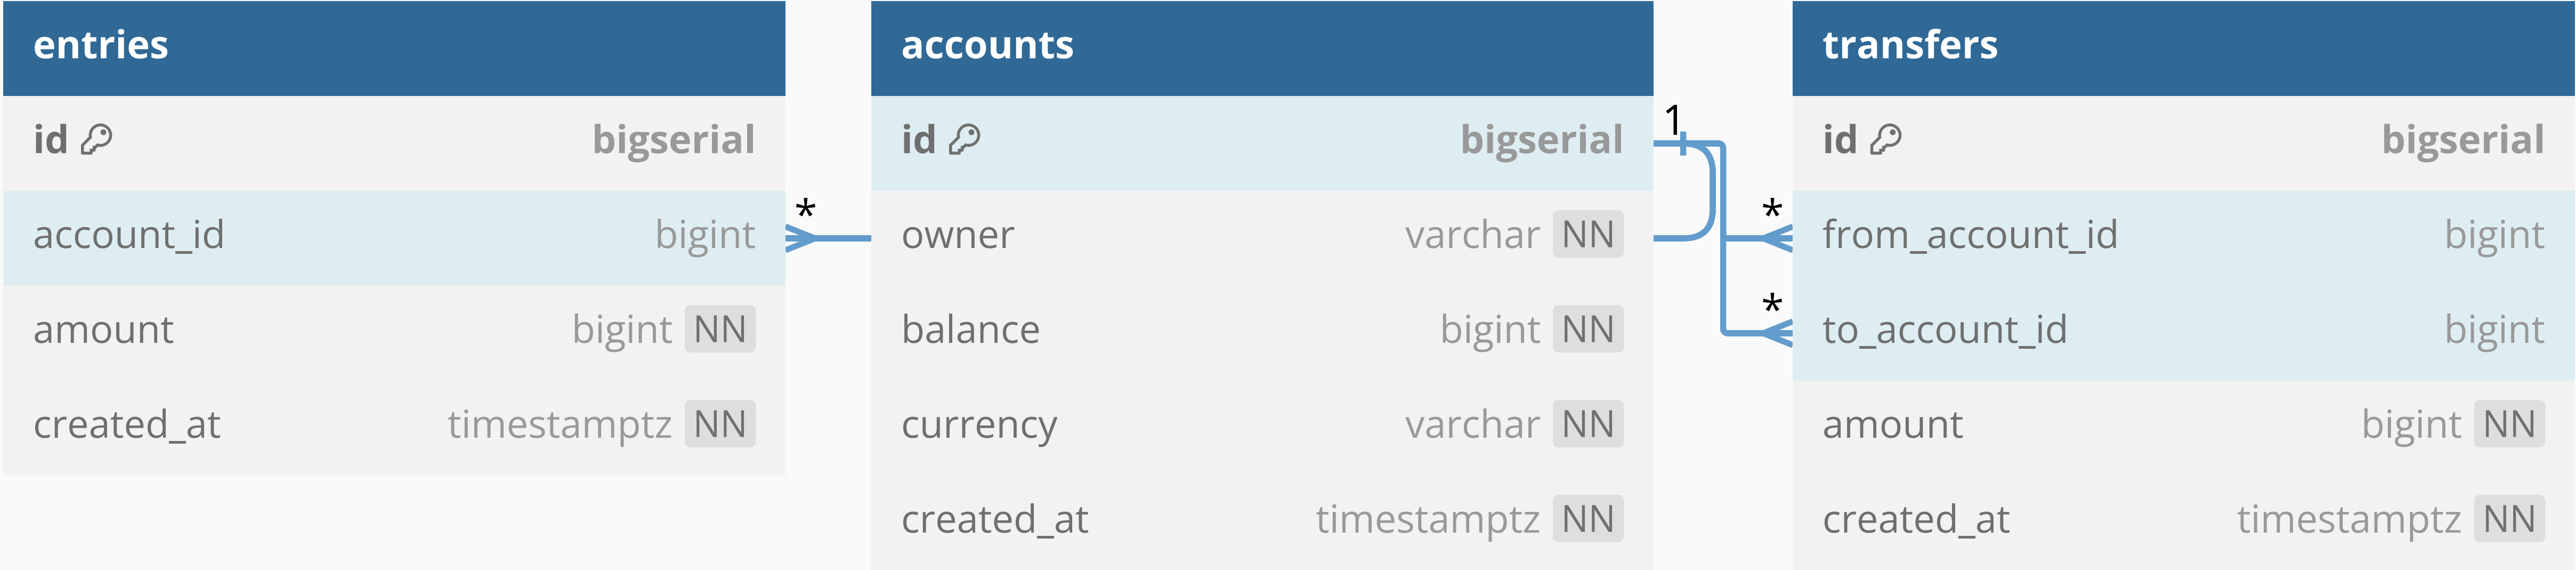 entries
id bigserial
account_id bigint
amount bigint NN
created_at timestamptz NN
*
accounts
id bigserial
owner varchar NN
balance bigint NN
currency varchar NN
created_at timestamptz NN
1
*
*
transfers
id bigserial
from_account_id bigint
to_account_id bigint
amount bigint NN
created_at timestamptz NN